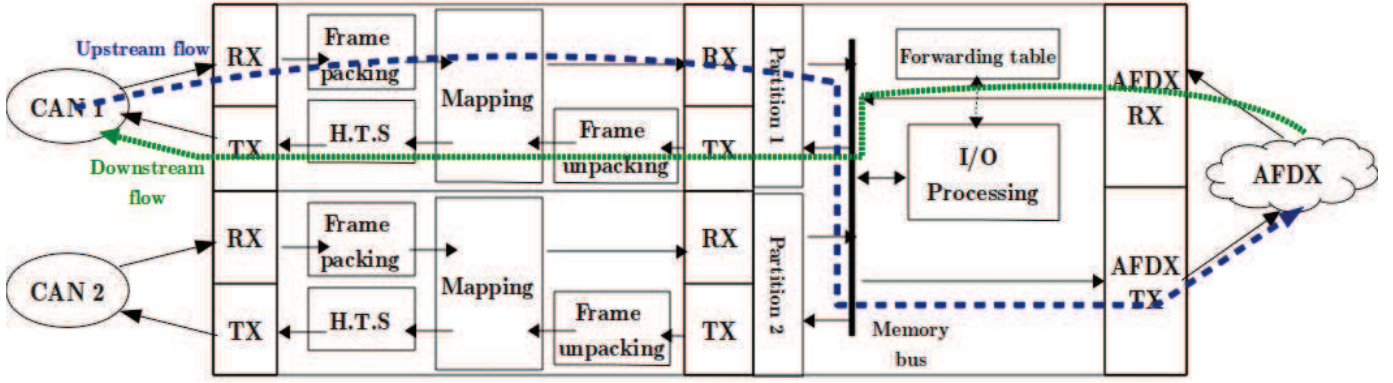 Upstream flow
CAN 1
Downstream
flow
RX
TX
Frame
packing
H.T.S
Mapping
Frame
unpacking
RX
TX
Partition 1
Forwarding table
I/O
Processing
AFDX
RX
AFDX
CAN 2
RX
TX
Frame
packing
H.T.S
Mapping
Frame
unpacking
RX
TX
Partition 2
Memory
bus
AFDX
TX